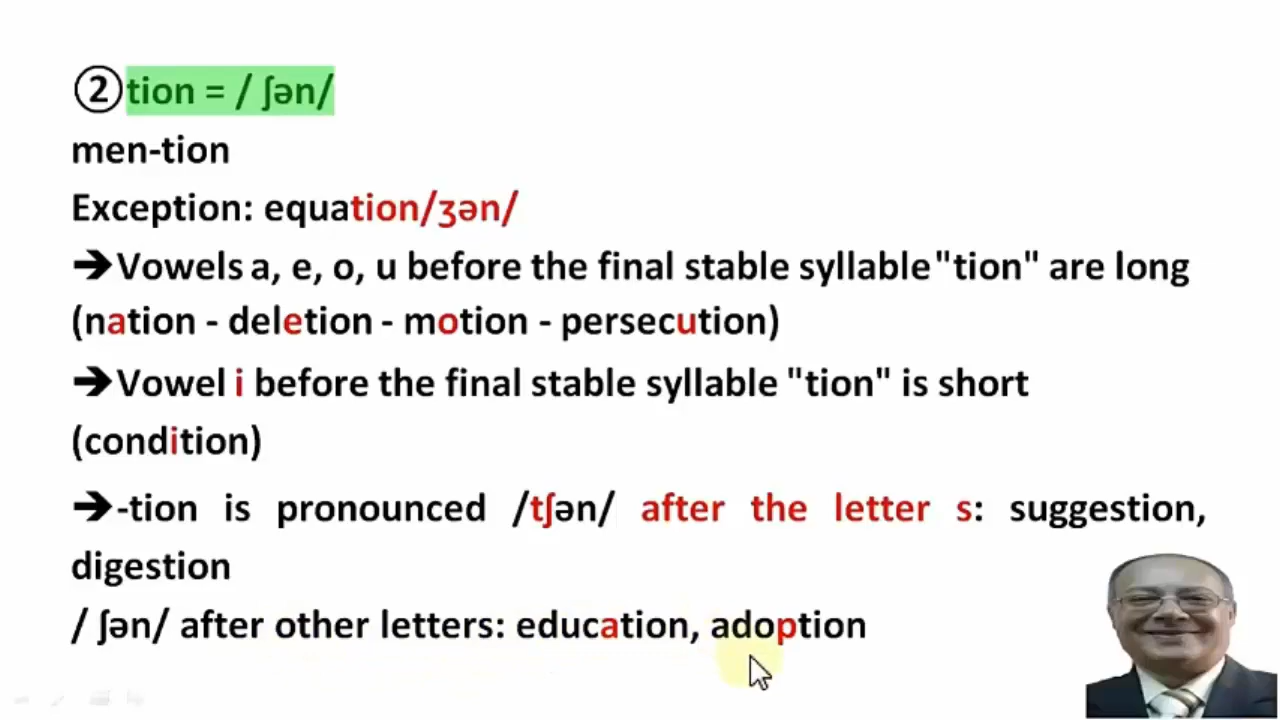 ②tion = / ʃən/
men-tion
Exception: equation/ʒən/
➔Vowels a, e, o, u before the final stable syllable "tion" are long
(nation - deletion - motion - persecution)
➔Vowel i before the final stable syllable "tion" is short
(condition)
➔-tion is pronounced /tʃən/ after the letter s: suggestion,
digestion
/ ʃən/ after other letters: education, adoption